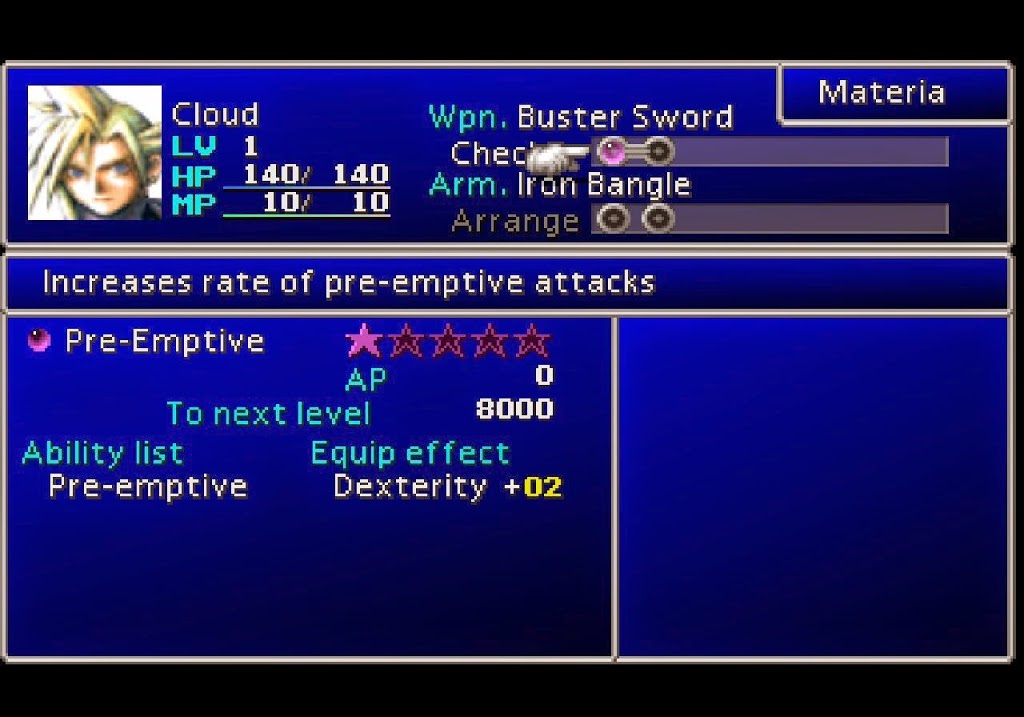 Materia
Cloud
Wpn. Buster Sword
LV 1
Chec
HP 140/ 140
Arm. Iron Bangle
MP 10/ 10
Arrange
Increases rate of pre-emptive attacks
Pre-Emptive
AP 0
To next level 8000
Ability list Equip effect
Pre-emptive Dexterity +02